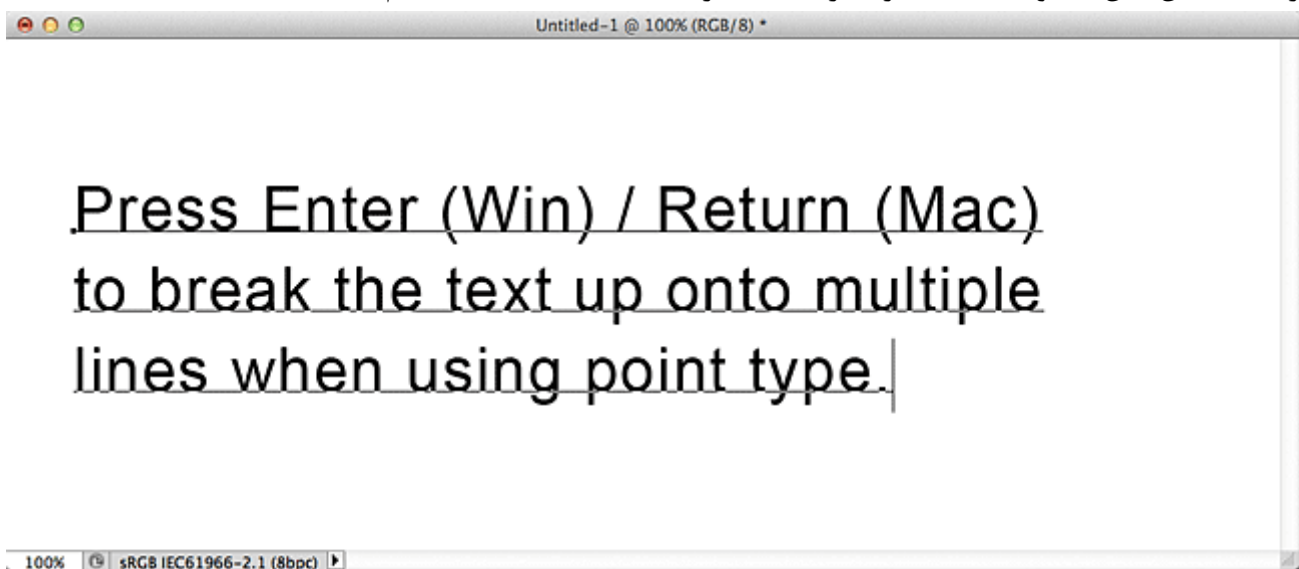 Untitled-1 @ 100% (RGB/8) *
Press Enter (Win) / Return (Mac)
to break the text up onto multiple
lines when using point type.
100% sRGB IEC61966-2.1 (8bpc)